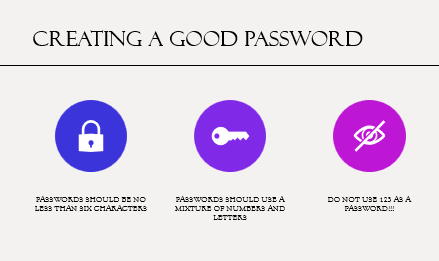 CREATING A GOOD PASSWORD
PASSWORDS SHOULD BE NO
LESS THAN SIX CHARACTERS
PASSWORDS SHOULD USE A
MIXTURE OF NUMBERS AND
LETTERS
DO NOT USE 123 AS A
PASSWORD!!!